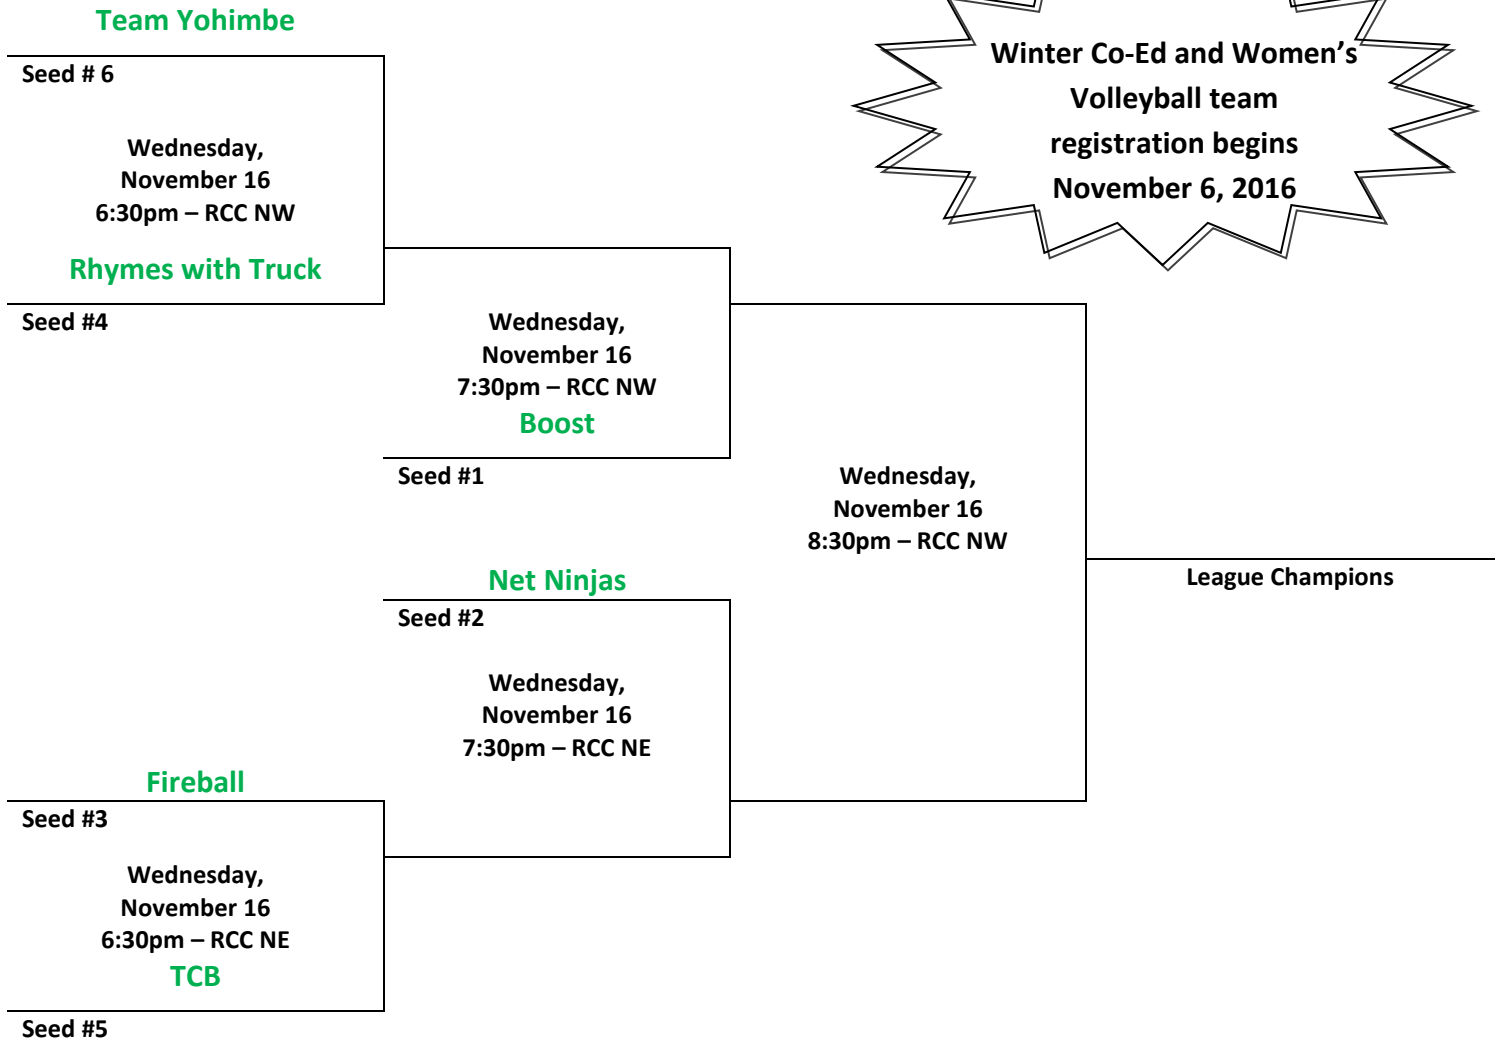 Team Yohimbe
Seed # 6
Wednesday,
November 16
6:30pm – RCC NW
Rhymes with Truck
Seed #4
Winter Co-Ed and Women’s
Volleyball team
registration begins
November 6, 2016
Wednesday,
November 16
7:30pm – RCC NW
Boost
Seed #1
Wednesday,
November 16
8:30pm – RCC NW
League Champions
Net Ninjas
Seed #2
Wednesday,
November 16
7:30pm – RCC NE
Fireball
Seed #3
Wednesday,
November 16
6:30pm – RCC NE
TCB
Seed #5